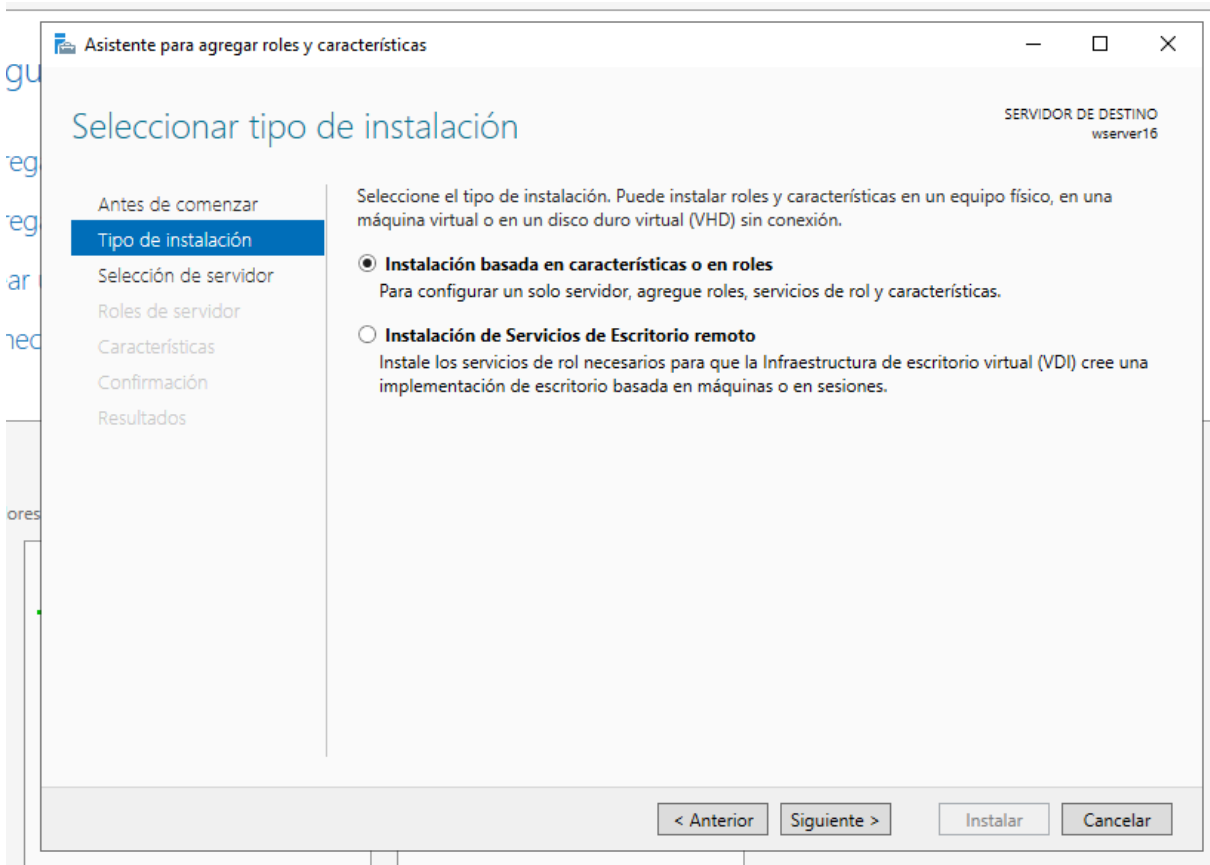 Asistente para agregar roles y características
Seleccionar tipo de instalación
SERVIDOR DE DESTINO
wserver16
Antes de comenzar
Tipo de instalación
Selección de servidor
Roles de servidor
Características
Confirmación
Resultados
Seleccione el tipo de instalación. Puede instalar roles y características en un equipo físico, en una
máquina virtual o en un disco duro virtual (VHD) sin conexión.
Instalación basada en características o en roles
Para configurar un solo servidor, agregue roles, servicios de rol y características.
Instalación de Servicios de Escritorio remoto
Instale los servicios de rol necesarios para que la Infraestructura de escritorio virtual (VDI) cree una
implementación de escritorio basada en máquinas o en sesiones.
< Anterior
Siguiente >
Instalar
Cancelar